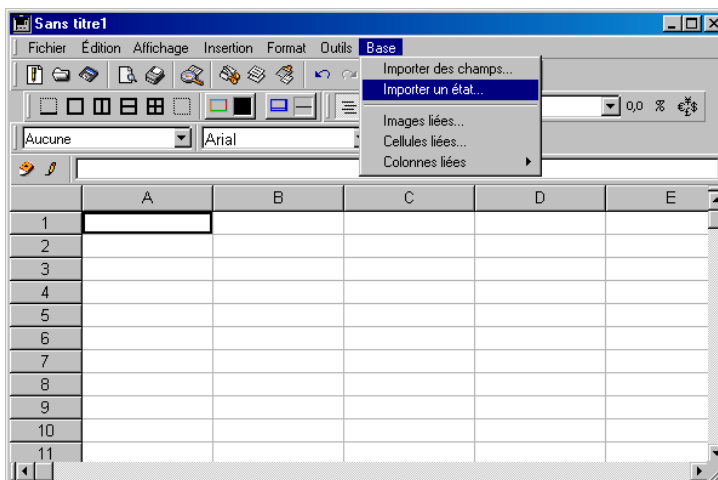 Sans titre1
Fichier Édition Affichage Insertion Format Outils Base
Importer des champs...
Importer un état...
Images liées...
Cellules liées...
Colonnes liées
0,0 % €¥£$
Aucune Arial
A B C D E
1
2
3
4
5
6
7
8
9
10
11